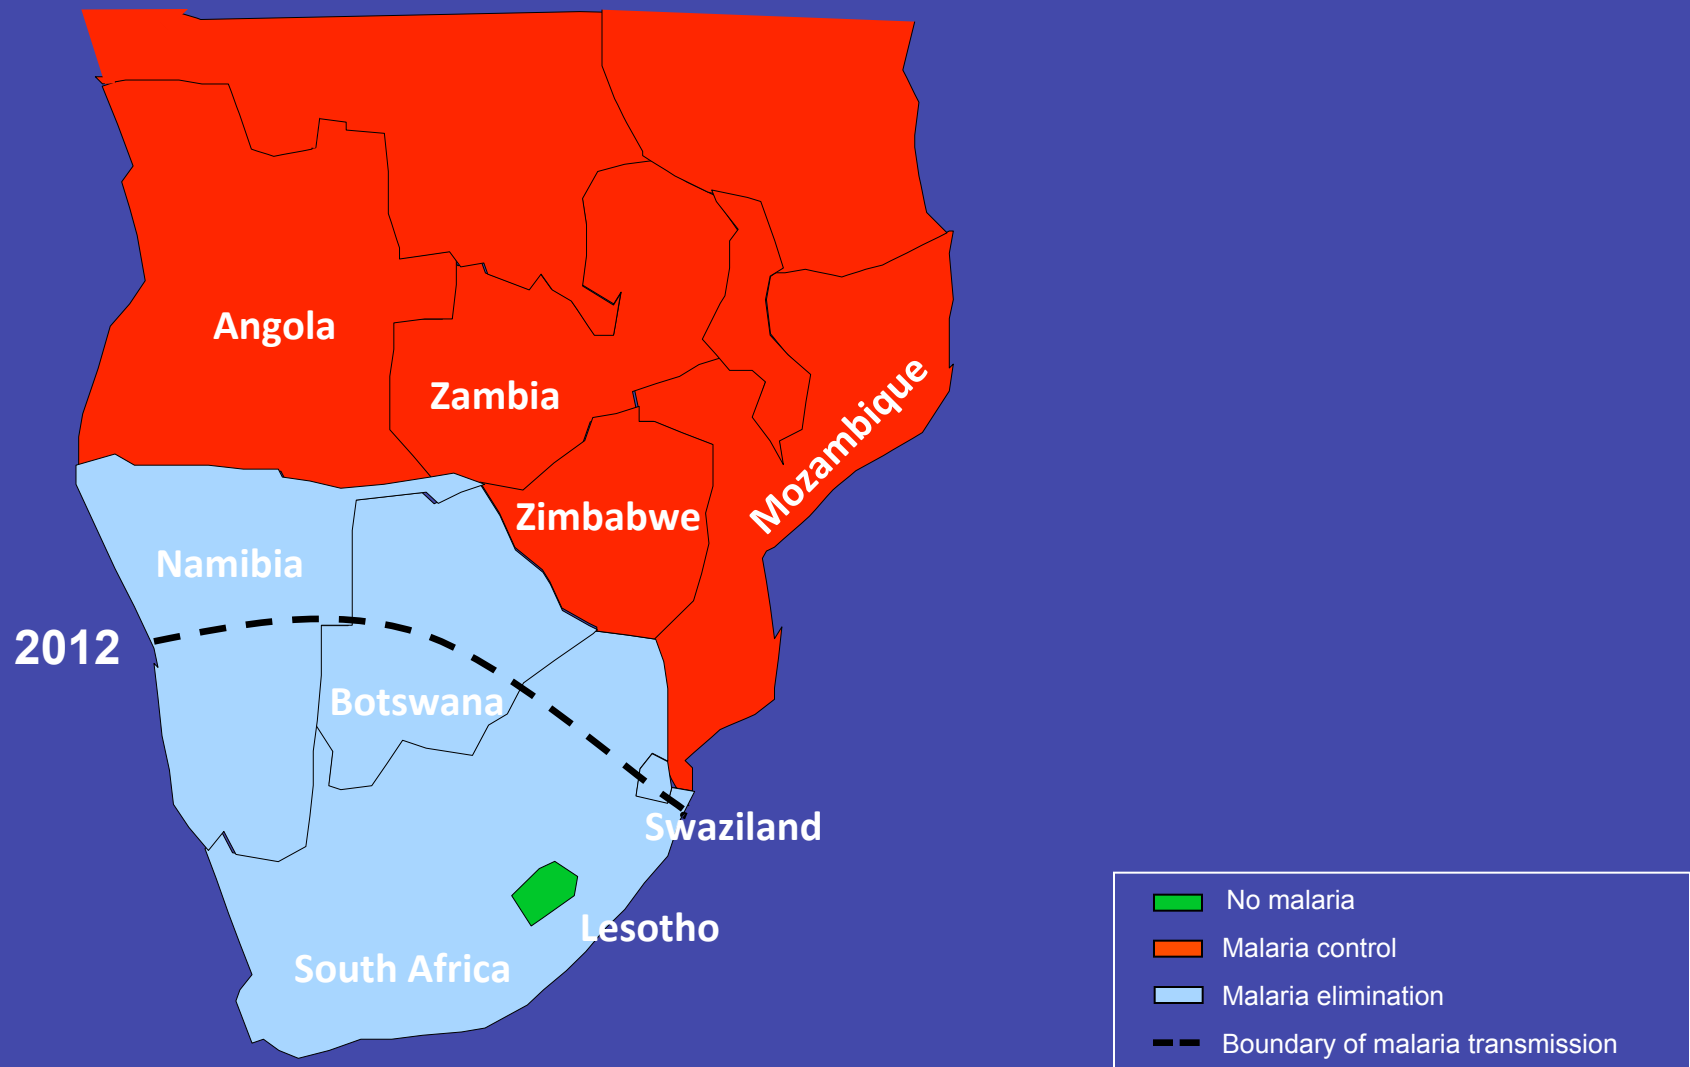 Angola
Zambia
Mozambique
Zimbabwe
Namibia
2012
Botswana
Swaziland
Lesotho
South Africa
No malaria
Malaria control
Malaria elimination
Boundary of malaria transmission